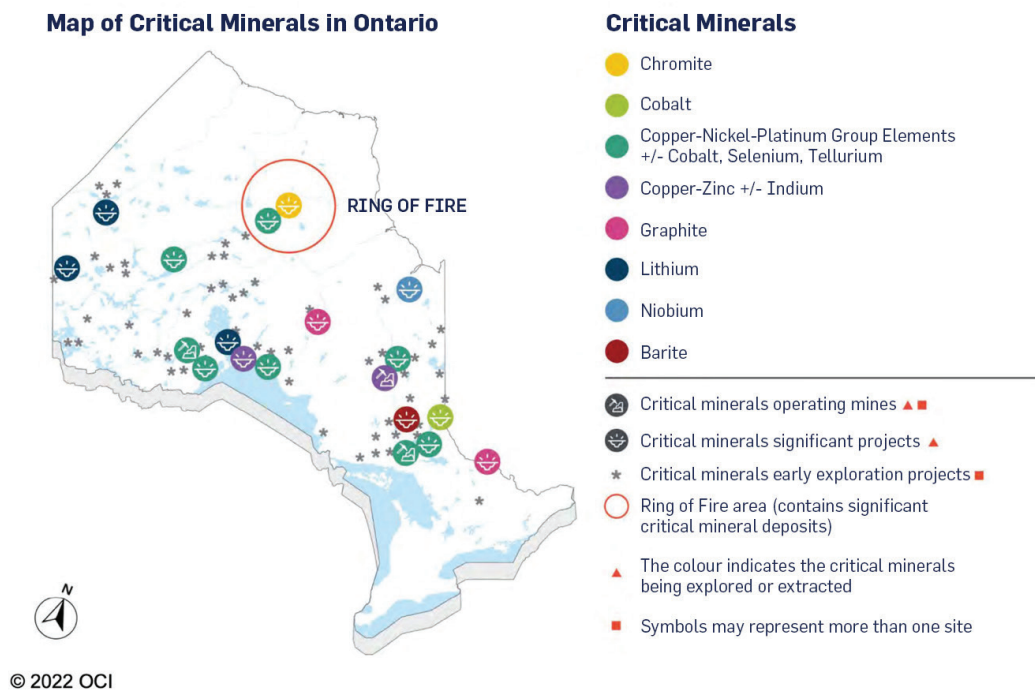 Map of Critical Minerals in Ontario
RING OF FIRE
N
© 2022 OCI
Critical Minerals
Chromite
Cobalt
Copper-Nickel-Platinum Group Elements
+/- Cobalt, Selenium, Tellurium
Copper-Zinc +/- Indium
Graphite
Lithium
Niobium
Barite
Critical minerals operating mines
Critical minerals significant projects
Critical minerals early exploration projects
Ring of Fire area (contains significant
critical mineral deposits)
The colour indicates the critical minerals
being explored or extracted
Symbols may represent more than one site